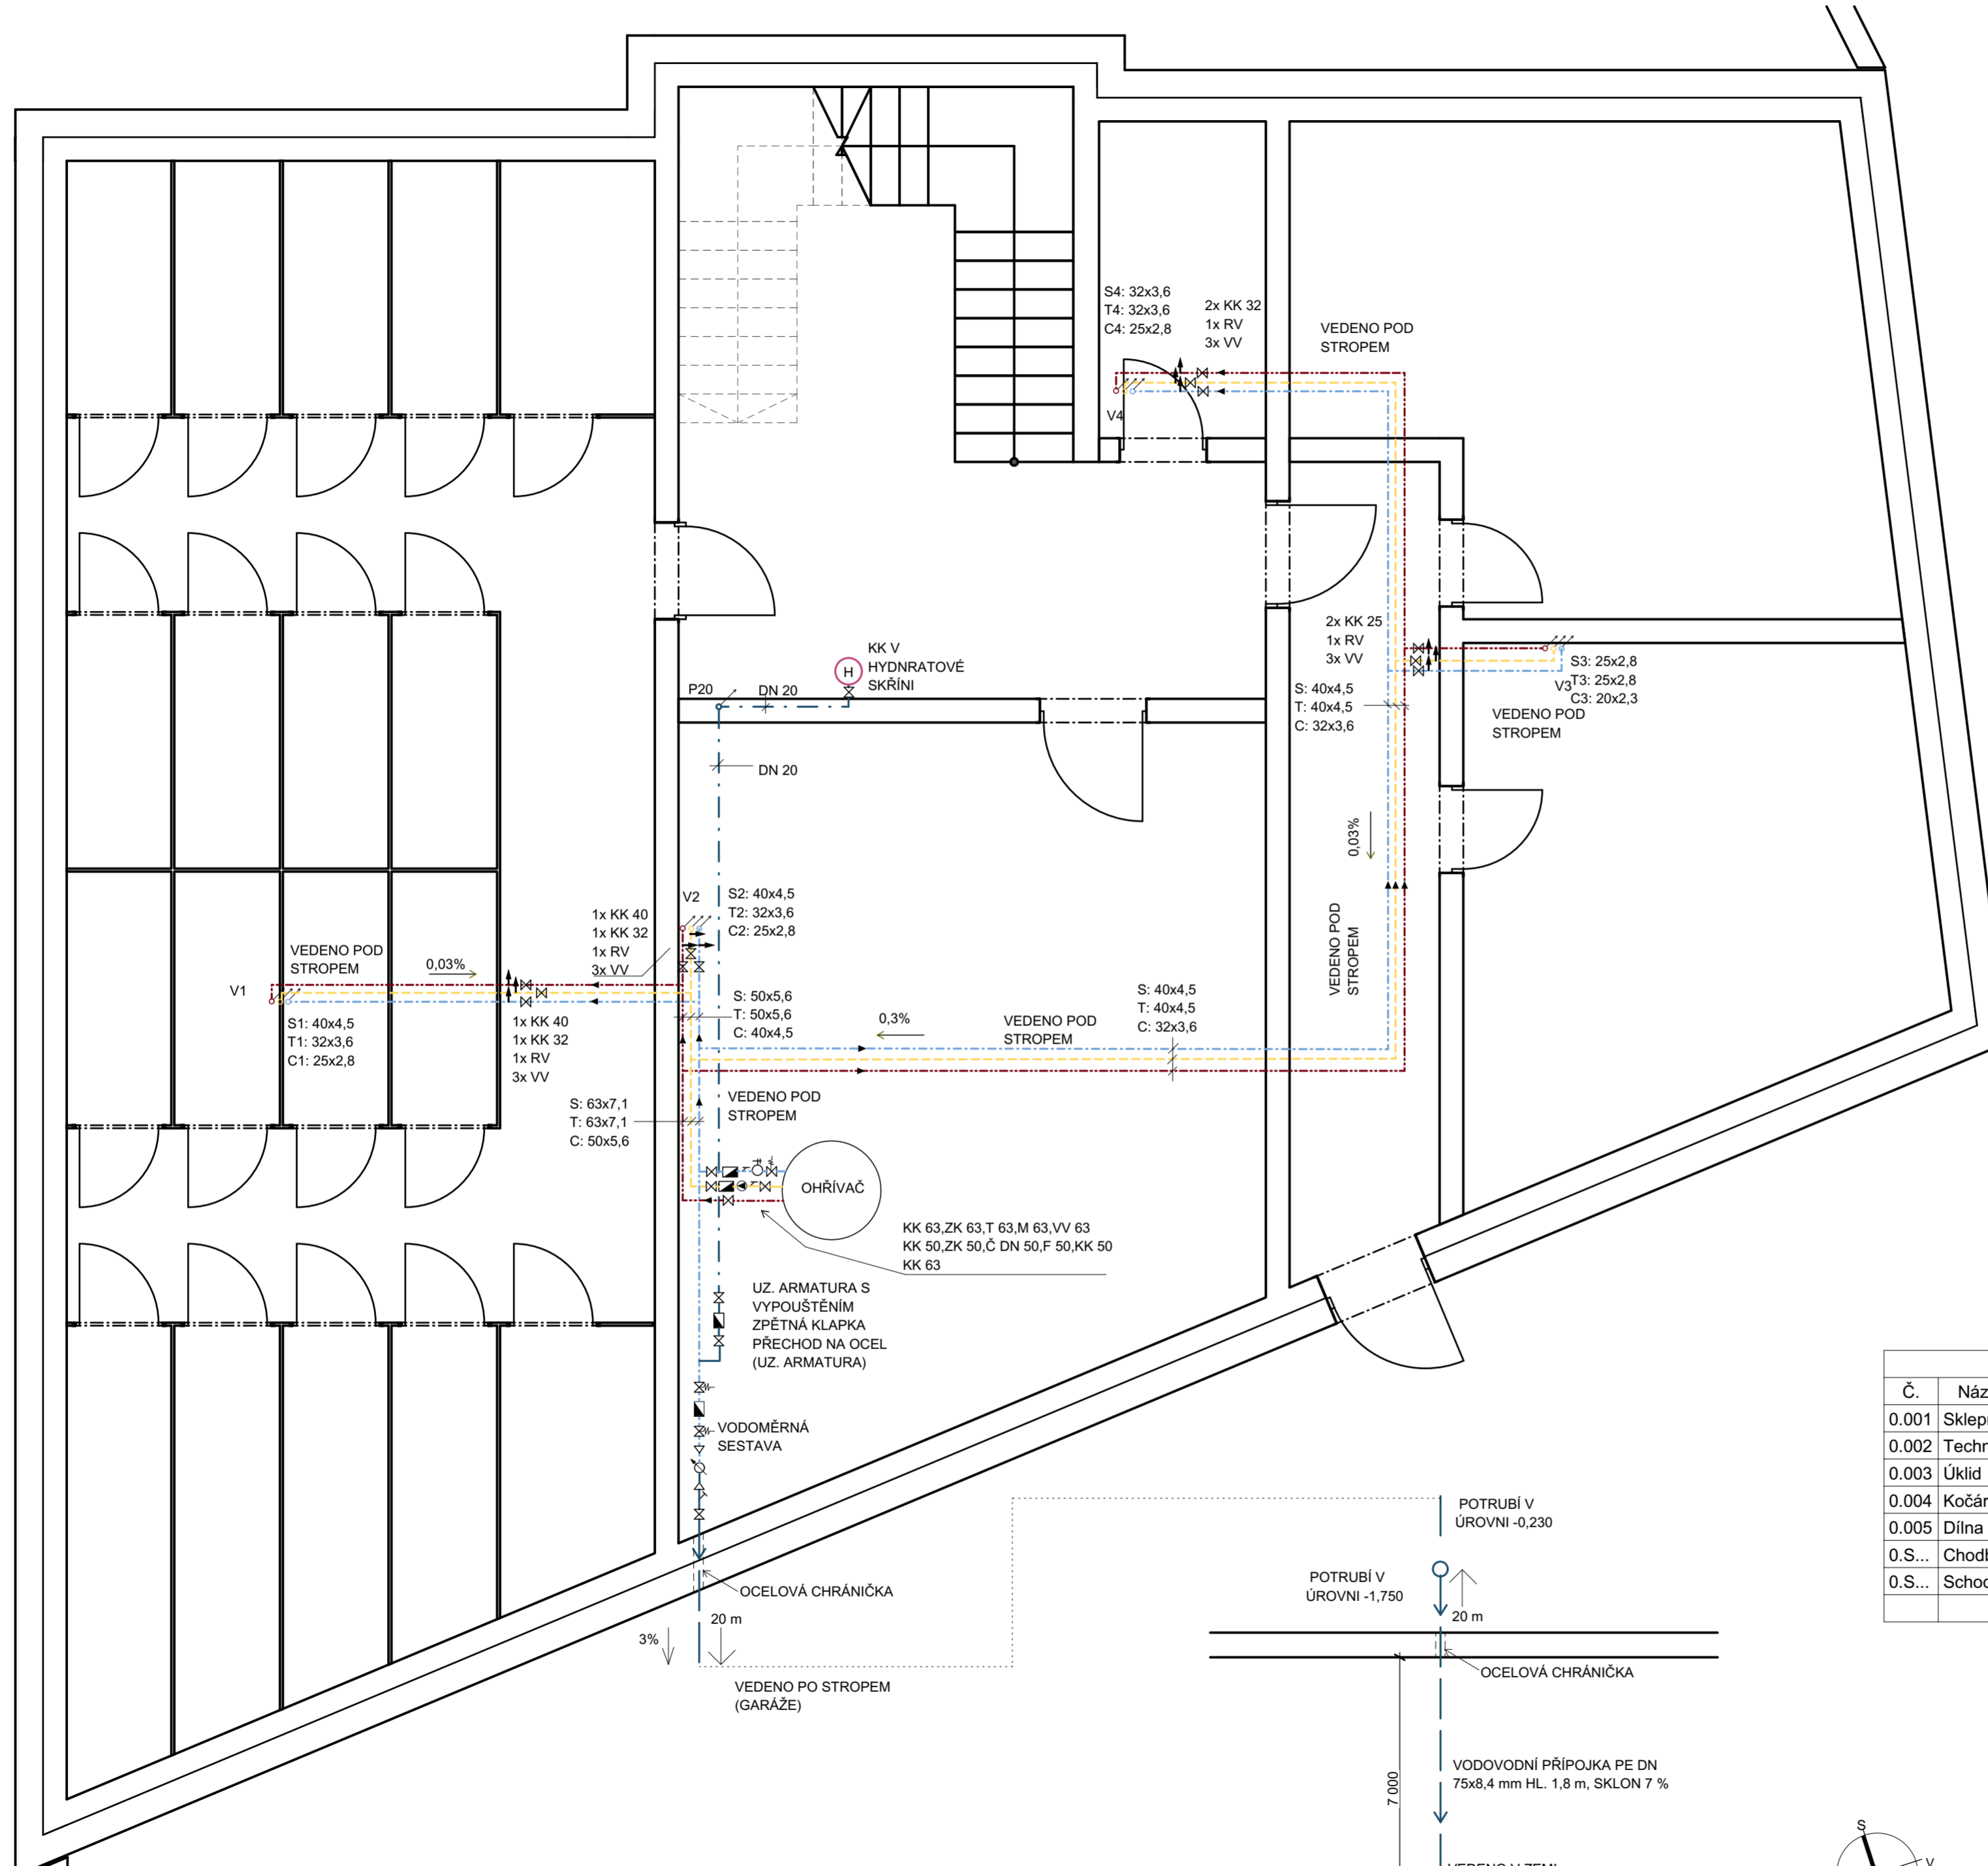 S4: 32x3,6
T4: 32x3,6
C4: 25x2,8
2x KK 32
1x RV
3x VV
VEDENO POD
STROPEM
V4
2x KK 25
1x RV
3x VV
S: 40x4,5
T: 40x4,5
C: 32x3,6
S3: 25x2,8
T3: 25x2,8
C3: 20x2,3
V3
VEDENO POD
STROPEM
KK V
HYDNRATOVÉ
SKŘÍNI
H
P20
DN 20
DN 20
0,03%
VEDENO POD
STROPEM
V2
S2: 40x4,5
T2: 32x3,6
C2: 25x2,8
1x KK 40
1x KK 32
1x RV
3x VV
VEDENO POD
STROPEM
0,03%
V1
S1: 40x4,5
T1: 32x3,6
C1: 25x2,8
1x KK 40
1x KK 32
1x RV
3x VV
S: 50x5,6
T: 50x5,6
C: 40x4,5
0,3%
VEDENO POD
STROPEM
S: 40x4,5
T: 40x4,5
C: 32x3,6
S: 63x7,1
T: 63x7,1
C: 50x5,6
VEDENO POD
STROPEM
OHŘÍVAČ
KK 63,ZK 63,T 63,M 63,VV 63
KK 50,ZK 50,Č DN 50,F 50,KK 50
KK 63
UZ. ARMATURA S
VYPOUŠTĚNÍM
ZPĚTNÁ KLAPKA
PŘECHOD NA OCEL
(UZ. ARMATURA)
VODOMĚRNÁ
SESTAVA
OCELOVÁ CHRÁNIČKA
20 m
3%
VEDENO PO STROPEM
(GARÁŽE)
POTRUBÍ V
ÚROVNI -0,230
POTRUBÍ V
ÚROVNI -1,750
20 m
OCELOVÁ CHRÁNIČKA
7 000
VODOVODNÍ PŘÍPOJKA PE DN
75x8,4 mm HL. 1,8 m, SKLON 7 %
VEDENO V ZEMI
Č. Náz
0.001 Sklep
0.002 Techn
0.003 Úklid
0.004 Kočár
0.005 Dílna
0.S... Chodb
0.S... Schod
S
V